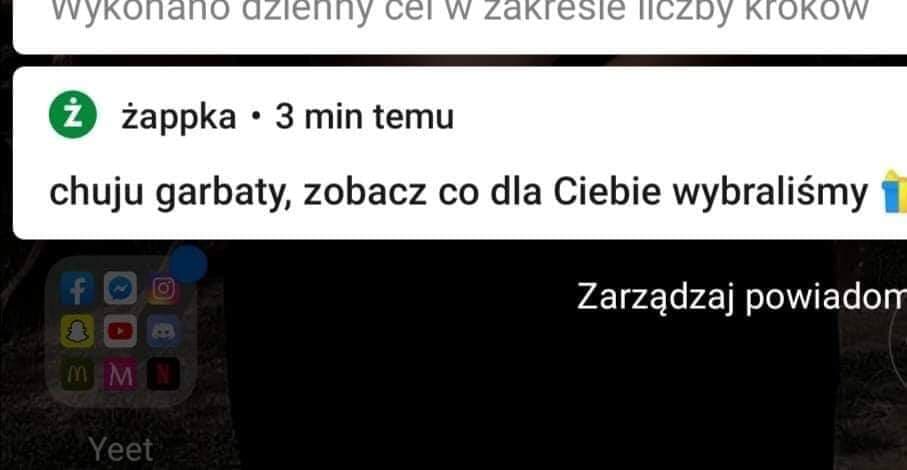 Wykonano dzienny cel w zakresie liczby kroków
ż żappka • 3 min temu
chuju garbaty, zobacz co dla Ciebie wybraliśmy
Zarządzaj powiadom
Yeet